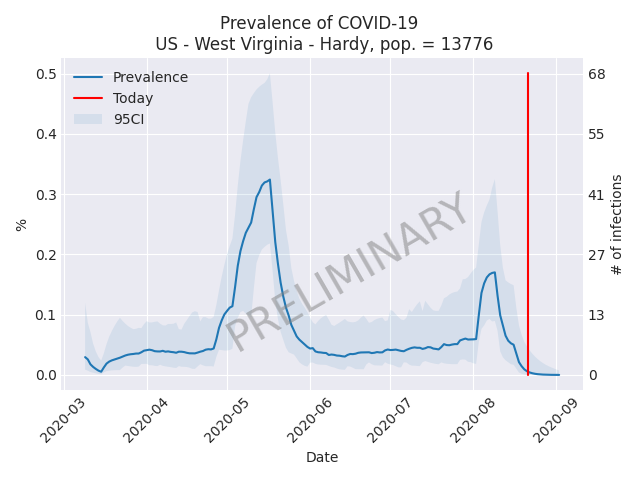 Prevalence of COVID-19
US - West Virginia - Hardy, pop. = 13776
Prevalence
Today
95CI
PRELIMINARY
0.5
0.4
0.3
0.2
0.1
0.0
%
68
55
41
27
13
0
# of infections
2020-03
2020-04
2020-05
2020-06
2020-07
2020-08
2020-09
Date